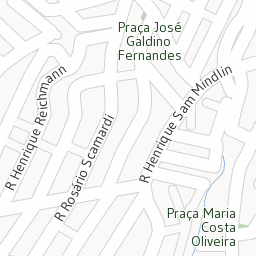 Praça José
Galdino
Fernandes
R Henrique Reichmann
R Rosário Scamardi
R Henrique Sam Mindlin
Praça Maria
Costa
Oliveira